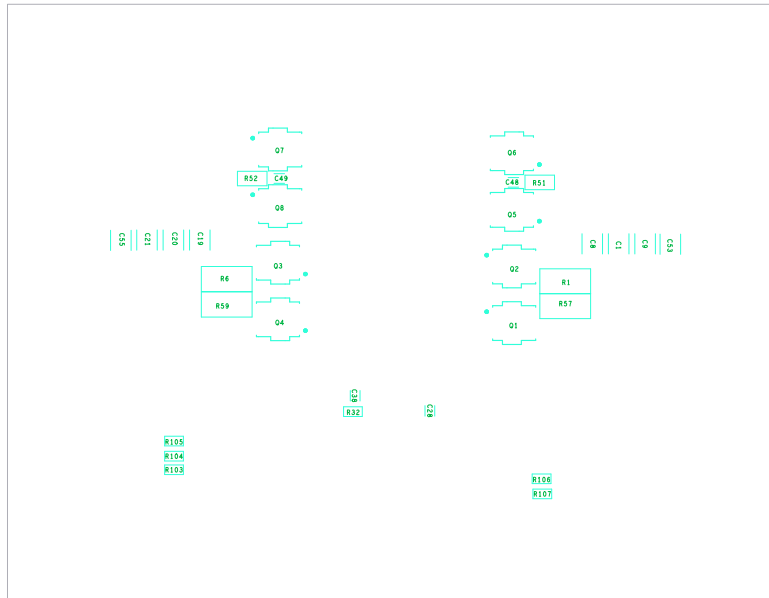 Q7
Q6
R52
C49
C48
R51
Q8
Q5
C55
C21
C20
C19
C8
C1
C9
C53
Q3
Q2
R6
R1
R59
R57
Q4
Q1
C38
R32
C28
R105
R104
R103
R106
R107